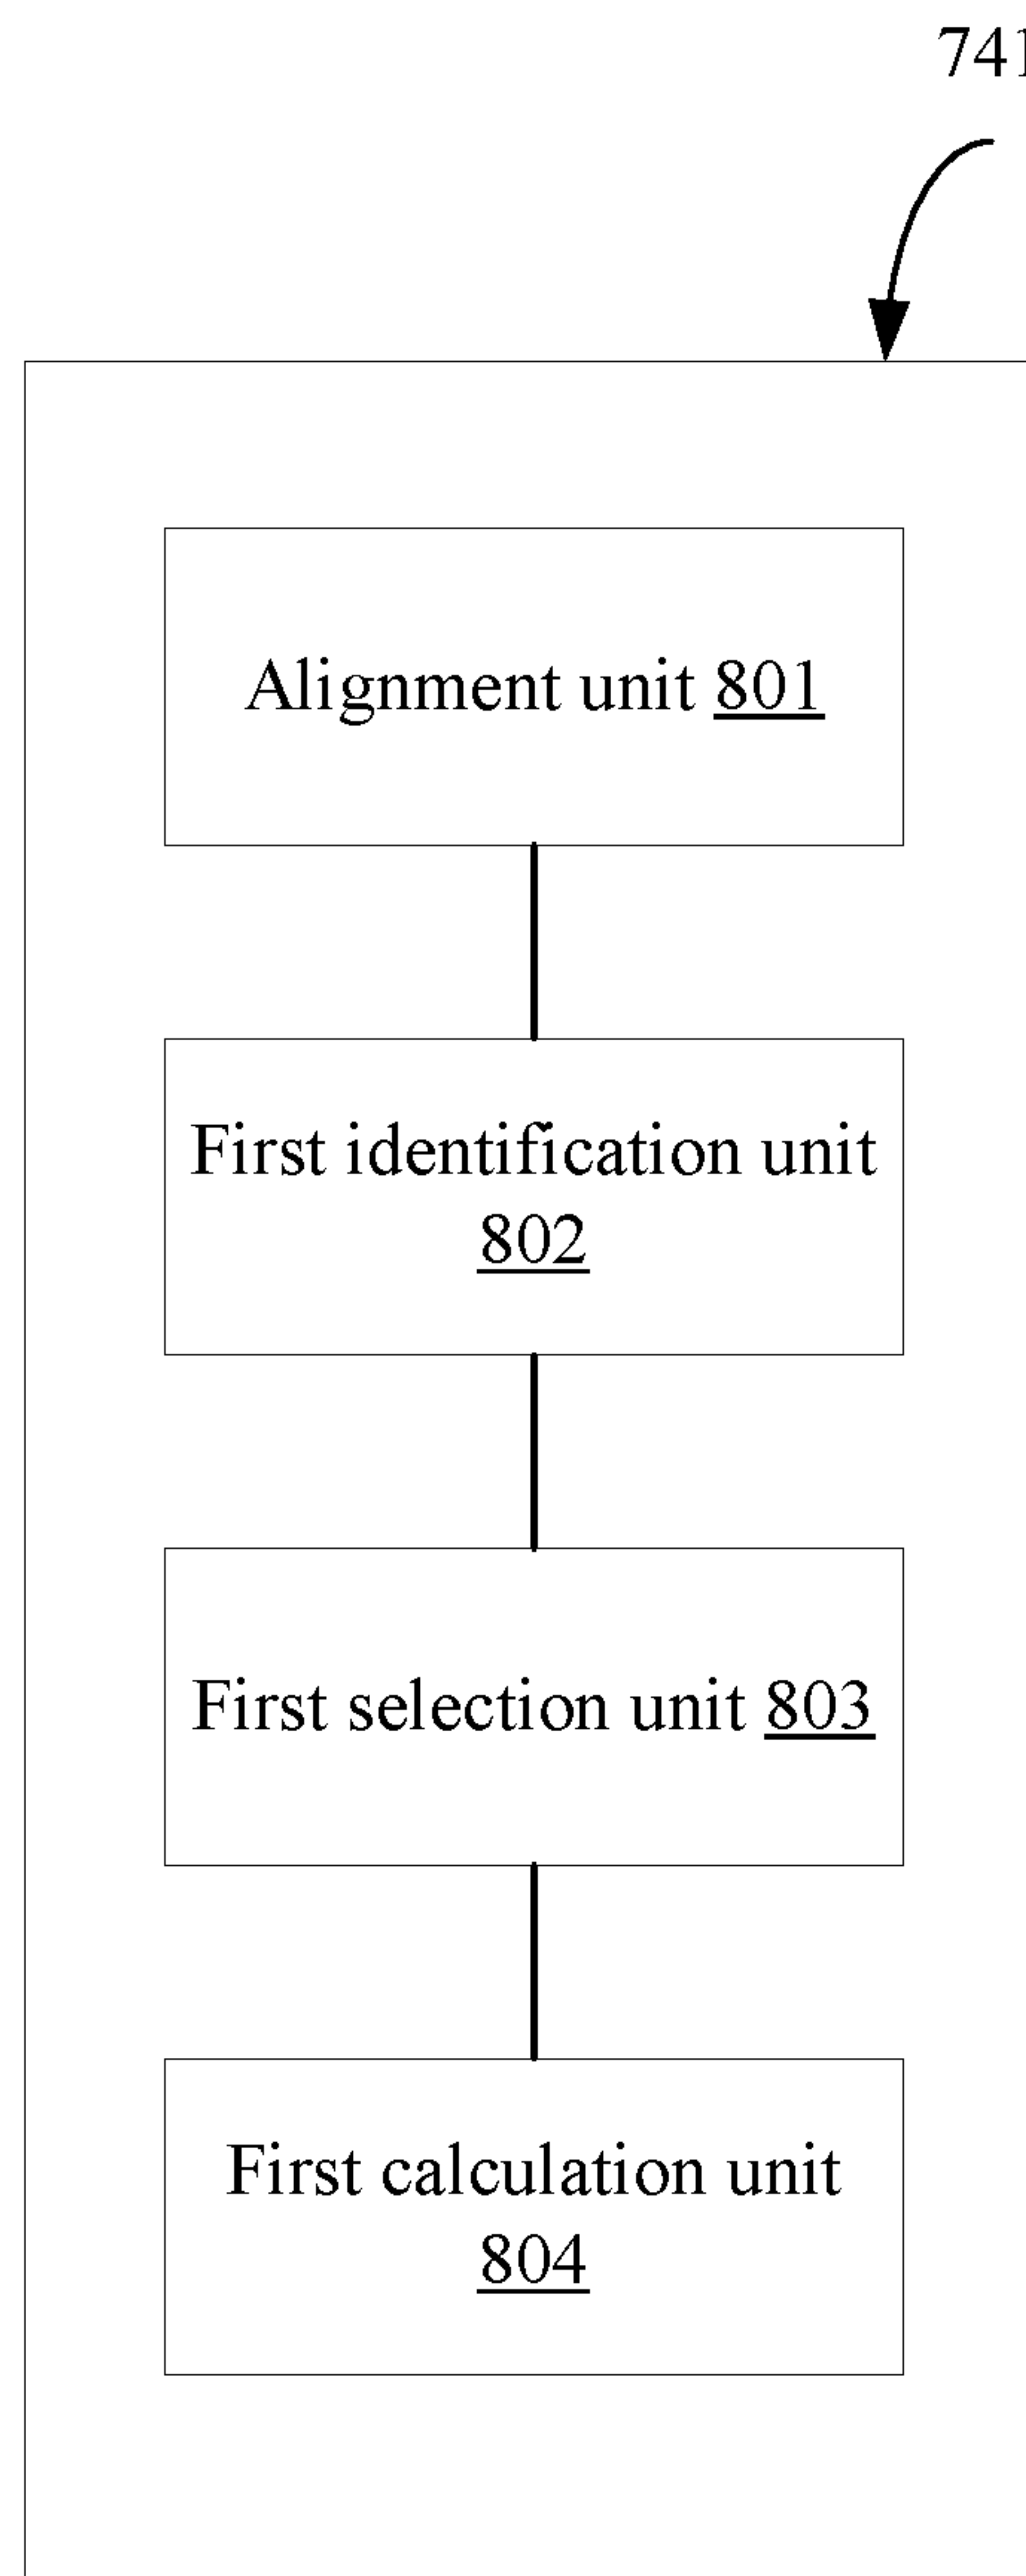 741
Alignment unit 801
First identification unit
802
First selection unit 803
First calculation unit
804